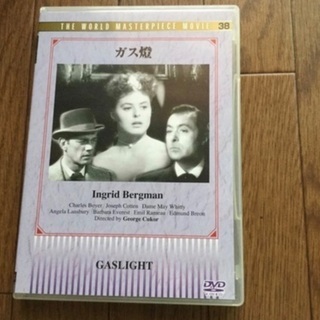 THE WORLD MASTERPIECE MOVIE 38
ガス燈
Ingrid Bergman
Charles Boyer Joseph Cotten Dame May Whitty
Angela Lansbury Barbara Everest Emil Rameau Edmund Breon
Directed by George Cukor
GASLIGHT
DVD